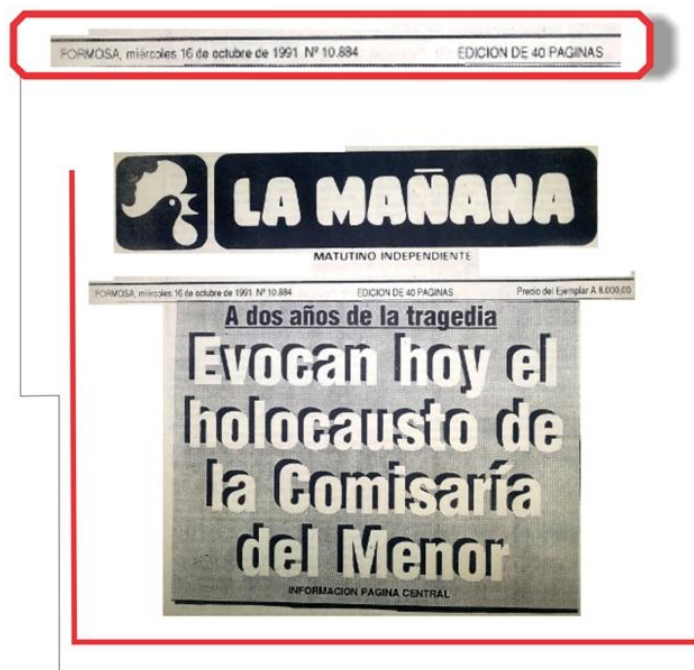 FORMOSA, miércoles 16 de octubre de 1991 Nº 10.884 EDICION DE 40 PAGINAS
LA MAÑANA
MATUTINO INDEPENDIENTE
FORMOSA, miércoles 16 de octubre de 1991 Nº 10.884 EDICION DE 40 PAGINAS Precio del Ejemplar A 8.000,00
A dos años de la tragedia
Evocan hoy el
holocausto de
la Comisaría
del Menor
INFORMACION PAGINA CENTRAL